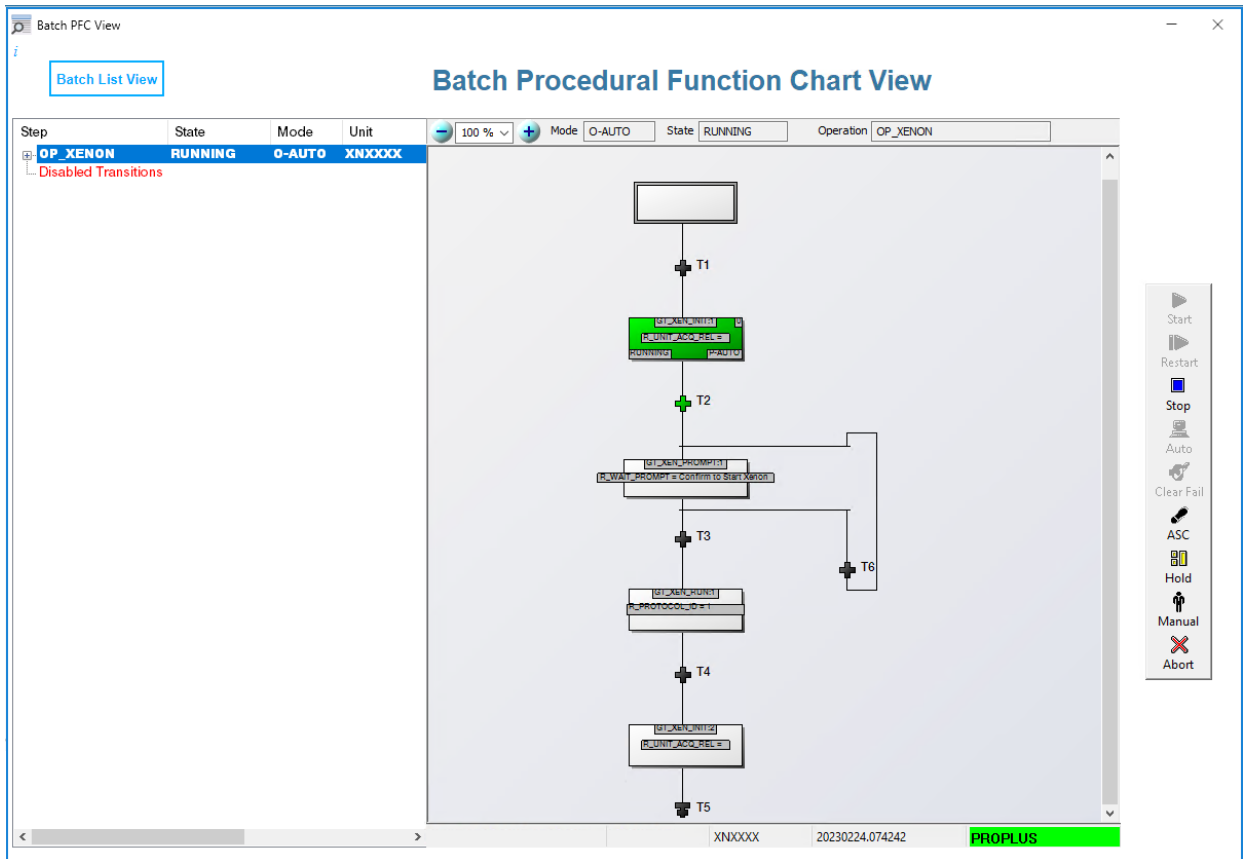 Batch PFC View
i
Batch List View
Batch Procedural Function Chart View
Step State Mode Unit
100 % Mode O-AUTO State RUNNING Operation OP_XENON
OP_XENON RUNNING O-AUTO XNXXXX
Disabled Transitions
T1
GT_XEN_INIT:1
R_UNIT_ACQ_REL =
RUNNING P-AUTO
T2
GT_XEN_PROMPT:1
R_WAIT_PROMPT = Confirm to Start Xenon
T3
T6
GT_XEN_RUN:1
R_PROTOCOL_ID = 1
T4
GT_XEN_INIT:2
R_UNIT_ACQ_REL =
T5
Start
Restart
Stop
Auto
Clear Fail
ASC
Hold
Manual
Abort
XNXXXX 20230224.074242 PROPLUS